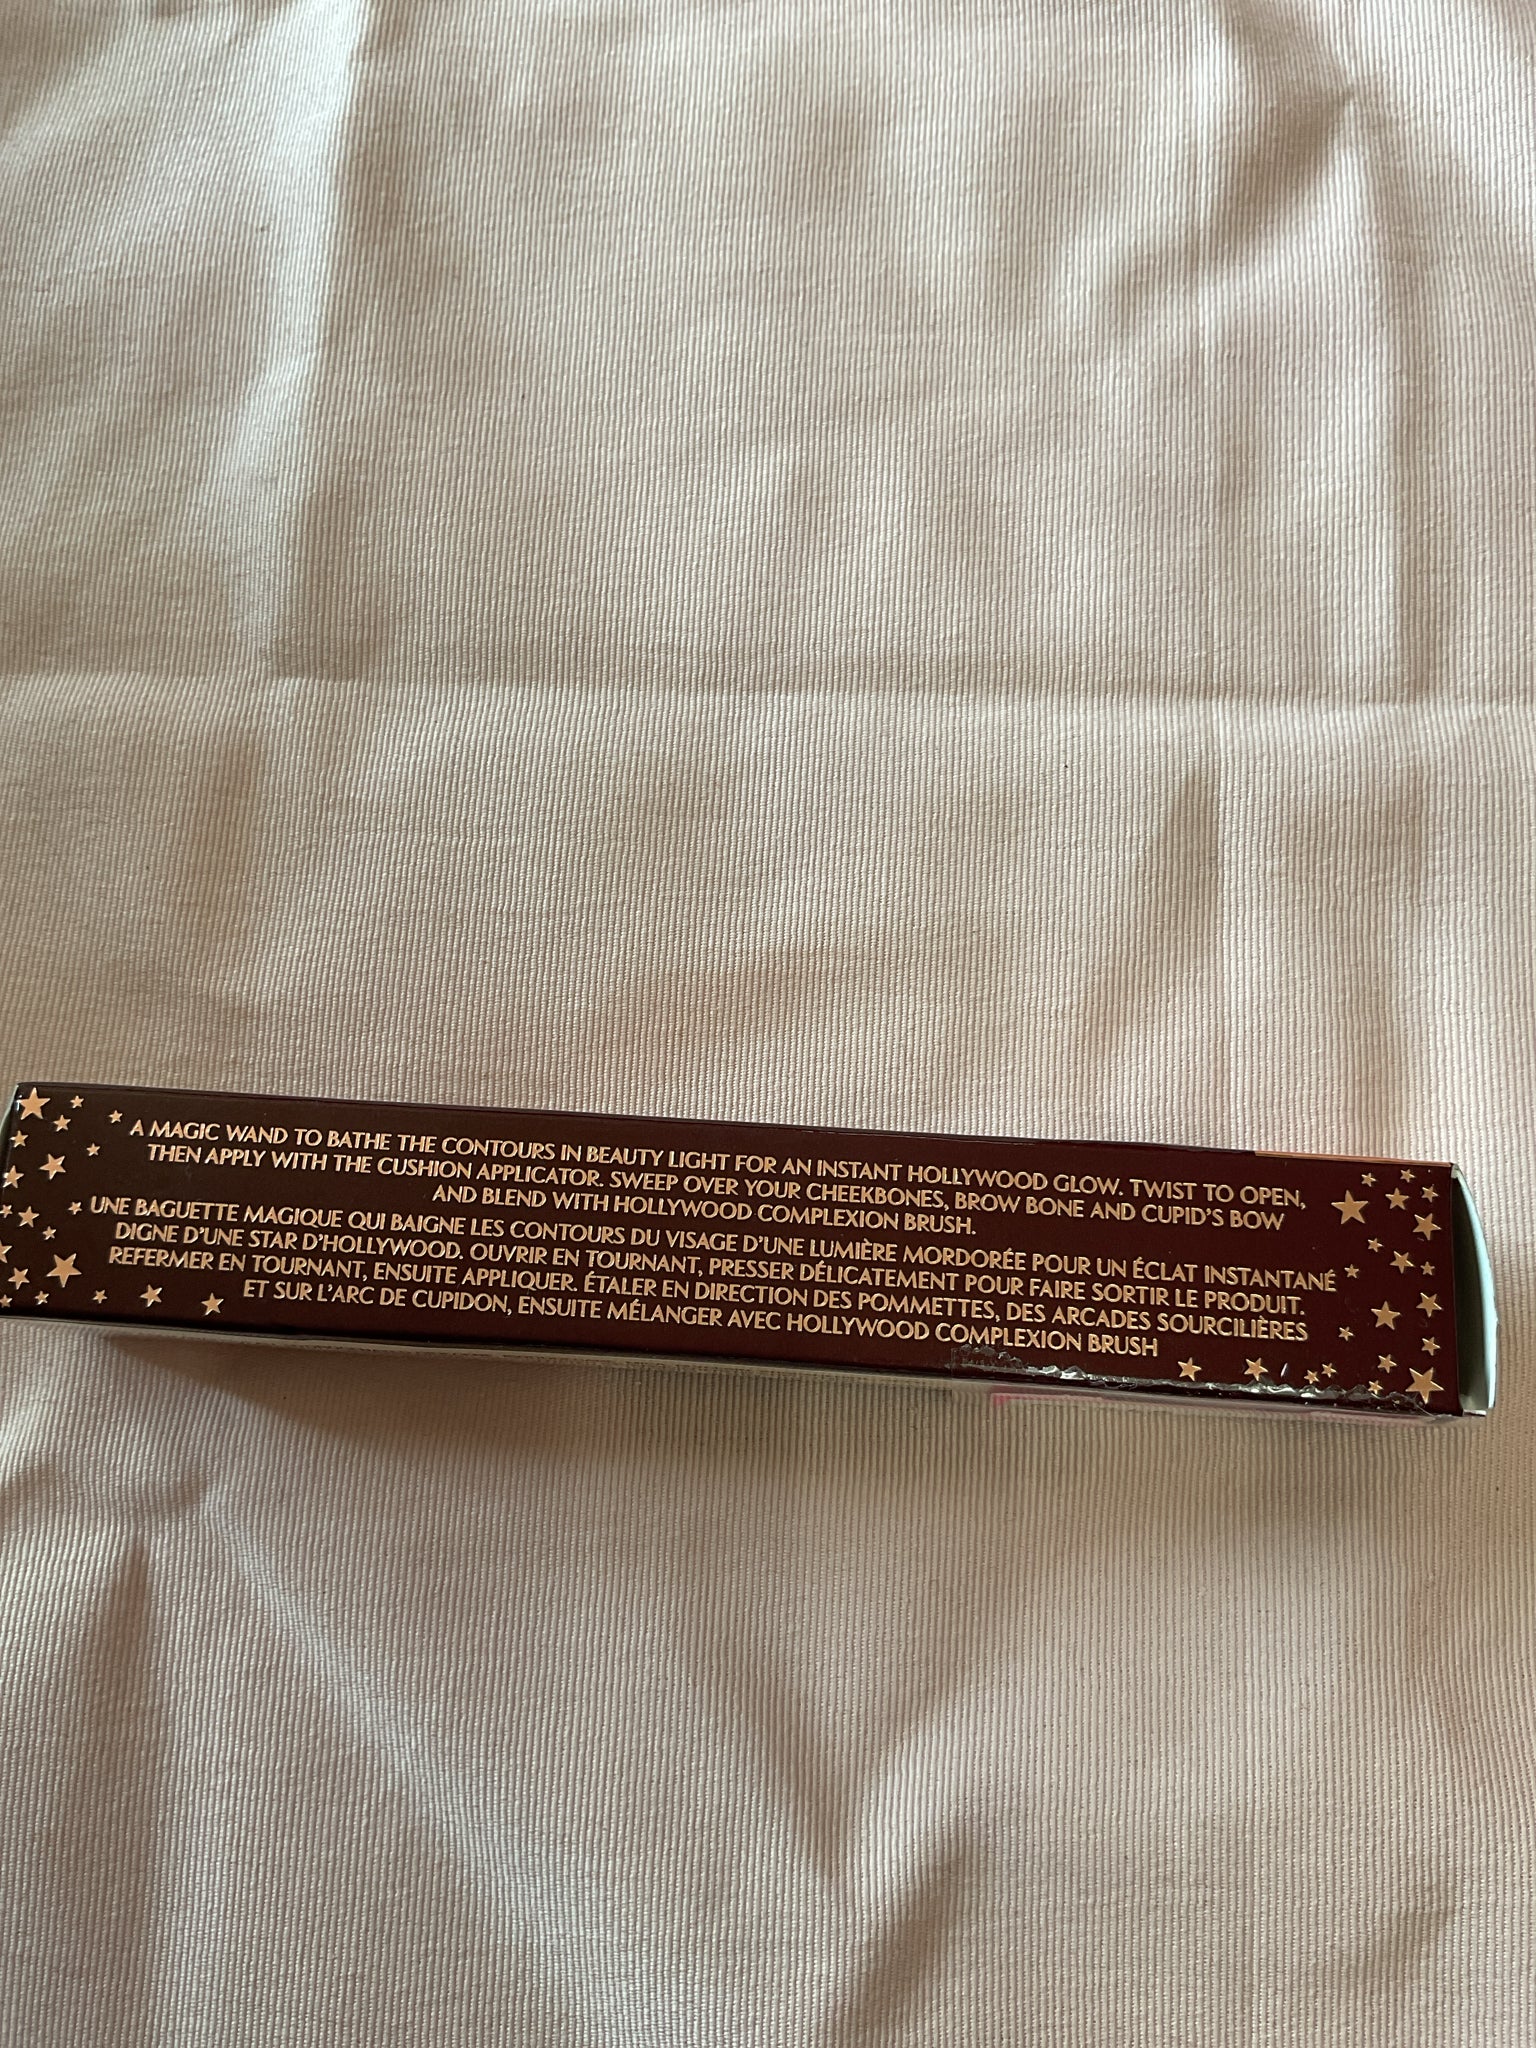 A MAGIC WAND TO BATHE THE CONTOURS IN BEAUTY LIGHT FOR AN INSTANT HOLLYWOOD GLOW. TWIST TO OPEN,
THEN APPLY WITH THE CUSHION APPLICATOR. SWEEP OVER YOUR CHEEKBONES, BROW BONE AND CUPID'S BOW
AND BLEND WITH HOLLYWOOD COMPLEXION BRUSH.
UNE BAGUETTE MAGIQUE QUI BAIGNE LES CONTOURS DU VISAGE D'UNE LUMIÈRE MORDORÉE POUR UN ÉCLAT INSTANTANÉ
DIGNE D'UNE STAR D'HOLLYWOOD. OUVRIR EN TOURNANT, PRESSER DÉLICATEMENT POUR FAIRE SORTIR LE PRODUIT.
REFERMER EN TOURNANT, ENSUITE APPLIQUER. ÉTALER EN DIRECTION DES POMMETTES, DES ARCADES SOURCILIÈRES
ET SUR L'ARC DE CUPIDON, ENSUITE MÉLANGER AVEC HOLLYWOOD COMPLEXION BRUSH